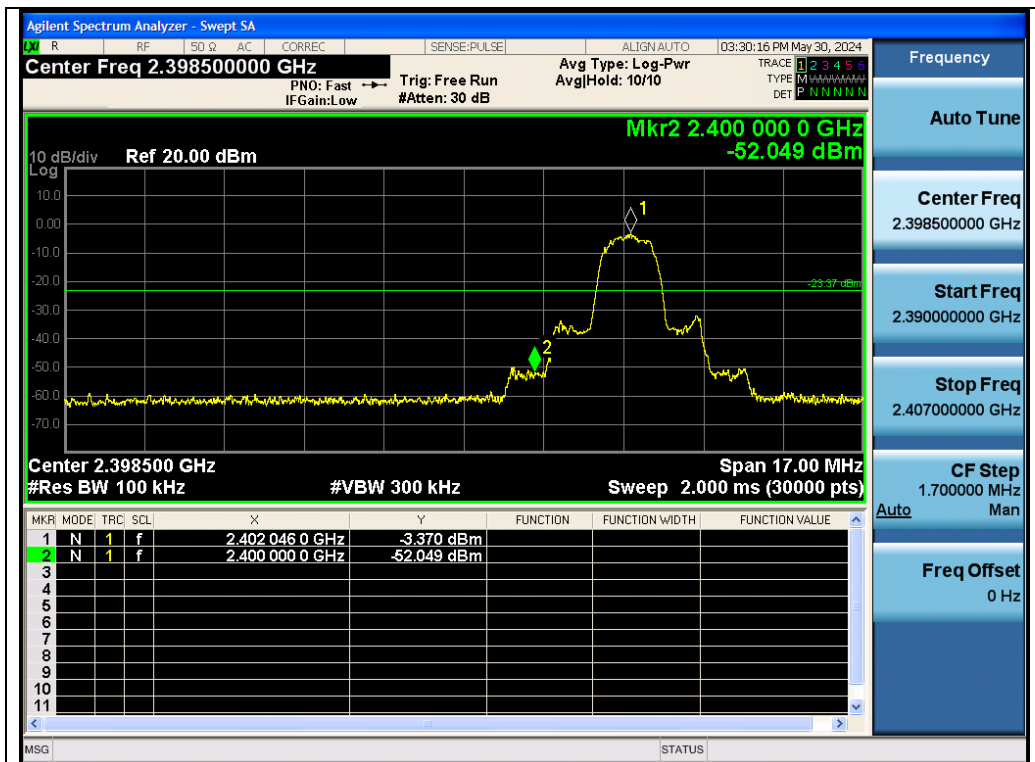 Agilent Spectrum Analyzer - Swept SA
LXI R RF 50 Ω AC CORREC SENSE:PULSE ALIGN AUTO 03:30:16 PM May 30, 2024
Center Freq 2.398500000 GHz
PNO: Fast
IFGain:Low
Trig: Free Run
#Atten: 30 dB
Avg Type: Log-Pwr
Avg|Hold: 10/10
TRACE 1 2 3 4 5 6
TYPE M
DET P N N N N N
Mkr2 2.400 000 0 GHz
-52.049 dBm
10 dB/div
Log
Ref 20.00 dBm
10.0
0.00
-10.0
-20.0
-30.0
-40.0
-50.0
-60.0
-70.0
1
-23.37 dBm
2
Center 2.398500 GHz Span 17.00 MHz
#Res BW 100 kHz #VBW 300 kHz Sweep 2.000 ms (30000 pts)
MKR MODE TRC SCL X Y FUNCTION FUNCTION WIDTH FUNCTION VALUE
1 N 1 f 2.402 046 0 GHz -3.370 dBm
2 N 1 f 2.400 000 0 GHz -52.049 dBm
3
4
5
6
7
8
9
10
11
MSG STATUS
Frequency
Auto Tune
Center Freq
2.398500000 GHz
Start Freq
2.390000000 GHz
Stop Freq
2.407000000 GHz
CF Step
1.700000 MHz
Auto Man
Freq Offset
0 Hz